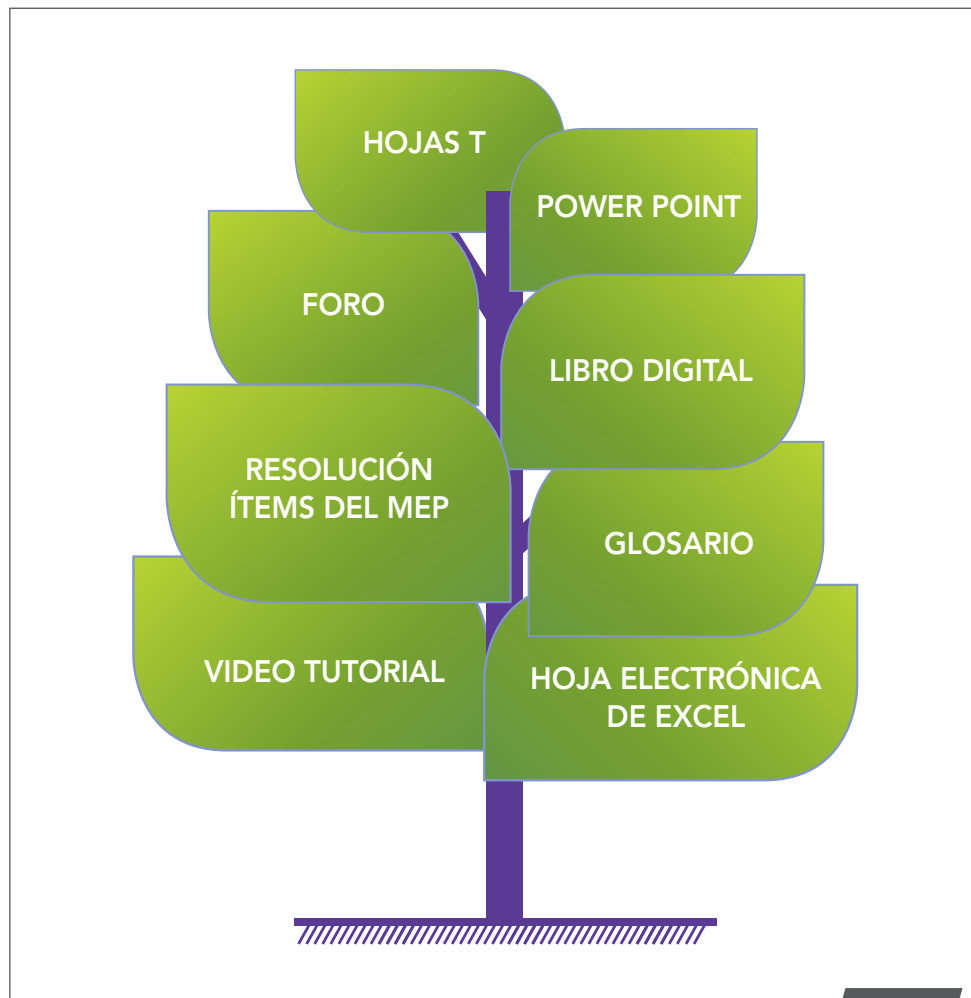 HOJAS T
POWER POINT
FORO
LIBRO DIGITAL
RESOLUCIÓN
ÍTEMS DEL MEP
GLOSARIO
VIDEO TUTORIAL
HOJA ELECTRÓNICA
DE EXCEL